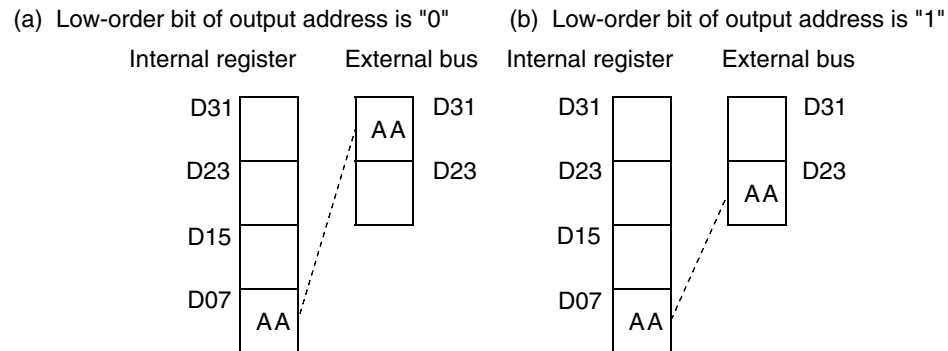 (a) Low-order bit of output address is "0"
(b) Low-order bit of output address is "1"
Internal register
External bus
Internal register
External bus
D31
AA
D31
D23
D23
D15
D07
AA
D31
D31
D23
AA
D23
D15
D07
AA